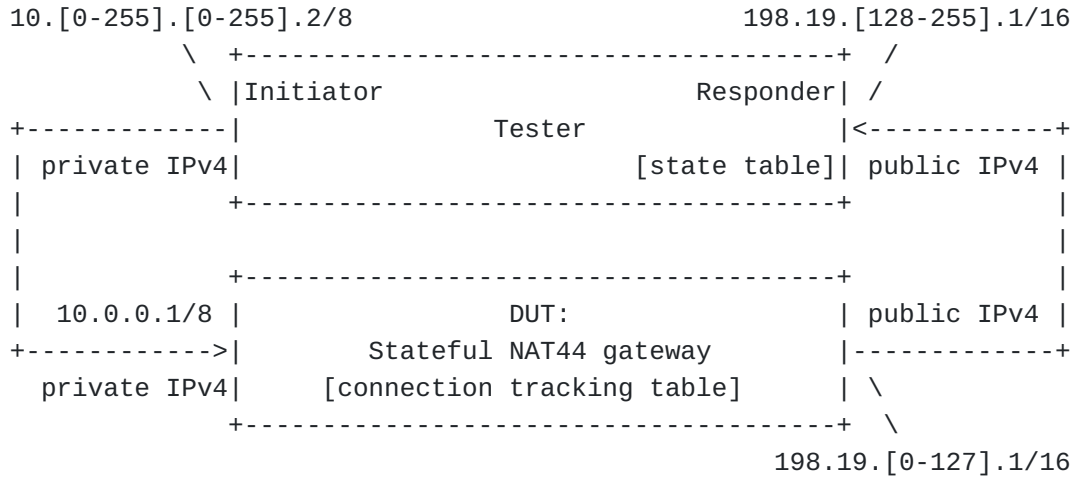 10.[0-255].[0-255].2/8                      198.19.[128-255].1/16
           \  +--------------------------------------+  /
            \ |Initiator                    Responder| /
+-------------|                Tester                |<------------+
| private IPv4|                         [state table]| public IPv4 |
|             +--------------------------------------+             |
|                                                                  |
|             +--------------------------------------+             |
|  10.0.0.1/8 |                 DUT:                 | public IPv4 |
+------------>|        Stateful NAT44 gateway        |-------------+
  private IPv4|     [connection tracking table]      | \
              +--------------------------------------+  \
                                                198.19.[0-127].1/16